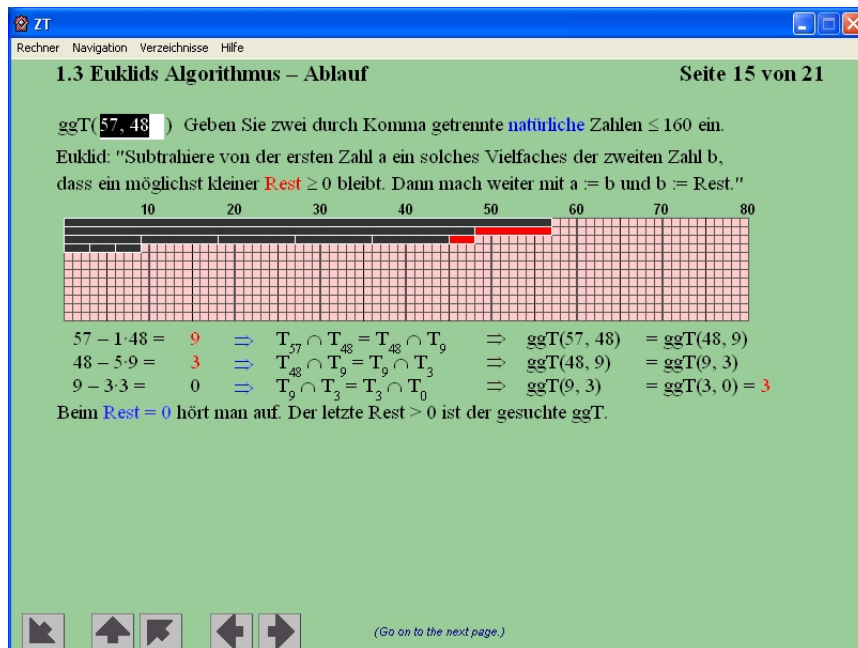 ZT
Rechner Navigation Verzeichnisse Hilfe
1.3 Euklids Algorithmus – Ablauf Seite 15 von 21
ggT( 57, 48 ) Geben Sie zwei durch Komma getrennte natürliche Zahlen ≤ 160 ein.
Euklid: "Subtrahiere von der ersten Zahl a ein solches Vielfaches der zweiten Zahl b,
dass ein möglichst kleiner Rest ≥ 0 bleibt. Dann mach weiter mit a := b und b := Rest."
10 20 30 40 50 60 70 80
57 – 1·48 = 9 ⇒ T₅₇ ∩ T₄₈ = T₄₈ ∩ T₉ ⇒ ggT(57, 48) = ggT(48, 9)
48 – 5·9 = 3 ⇒ T₄₈ ∩ T₉ = T₉ ∩ T₃ ⇒ ggT(48, 9) = ggT(9, 3)
9 – 3·3 = 0 ⇒ T₉ ∩ T₃ = T₃ ∩ T₀ ⇒ ggT(9, 3) = ggT(3, 0) = 3
Beim Rest = 0 hört man auf. Der letzte Rest > 0 ist der gesuchte ggT.
(Go on to the next page.)